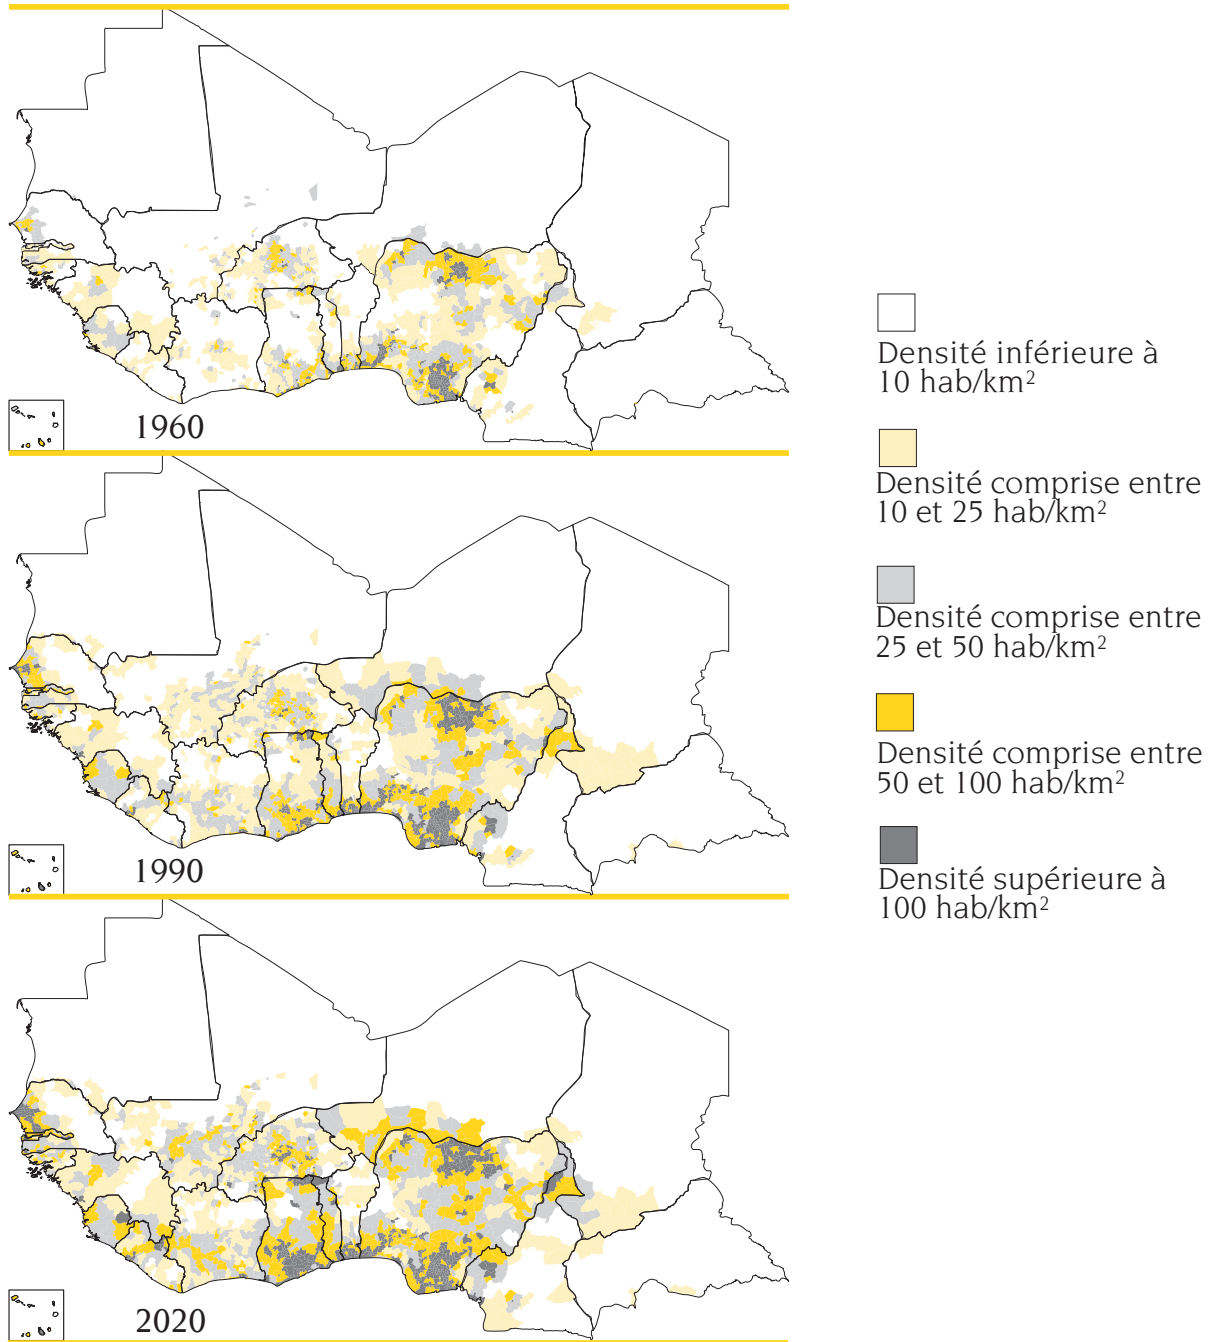 1960
1990
2020
Densité inférieure à
10 hab/km²
Densité comprise entre
10 et 25 hab/km²
Densité comprise entre
25 et 50 hab/km²
Densité comprise entre
50 et 100 hab/km²
Densité supérieure à
100 hab/km²